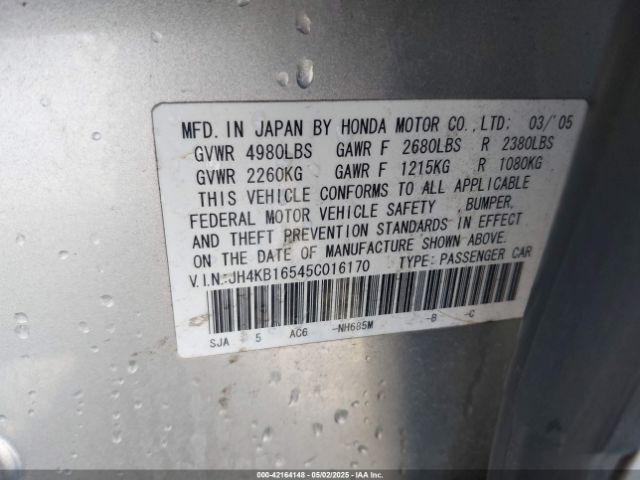 MFD. IN JAPAN BY HONDA MOTOR CO., LTD: 03/'05
GVWR 4980LBS GAWR F 2680LBS R 2380LBS
GVWR 2260KG GAWR F 1215KG R 1080KG
THIS VEHICLE CONFORMS TO ALL APPLICABLE
FEDERAL MOTOR VEHICLE SAFETY , BUMPER,
AND THEFT PREVENTION STANDARDS IN EFFECT
ON THE DATE OF MANUFACTURE SHOWN ABOVE.
V.I.N: JH4KB16545C016170 TYPE: PASSENGER CAR
SJA 5 AC6 -NH685M -B -C
000-42164148 - 05/02/2025 - IAAI.COM